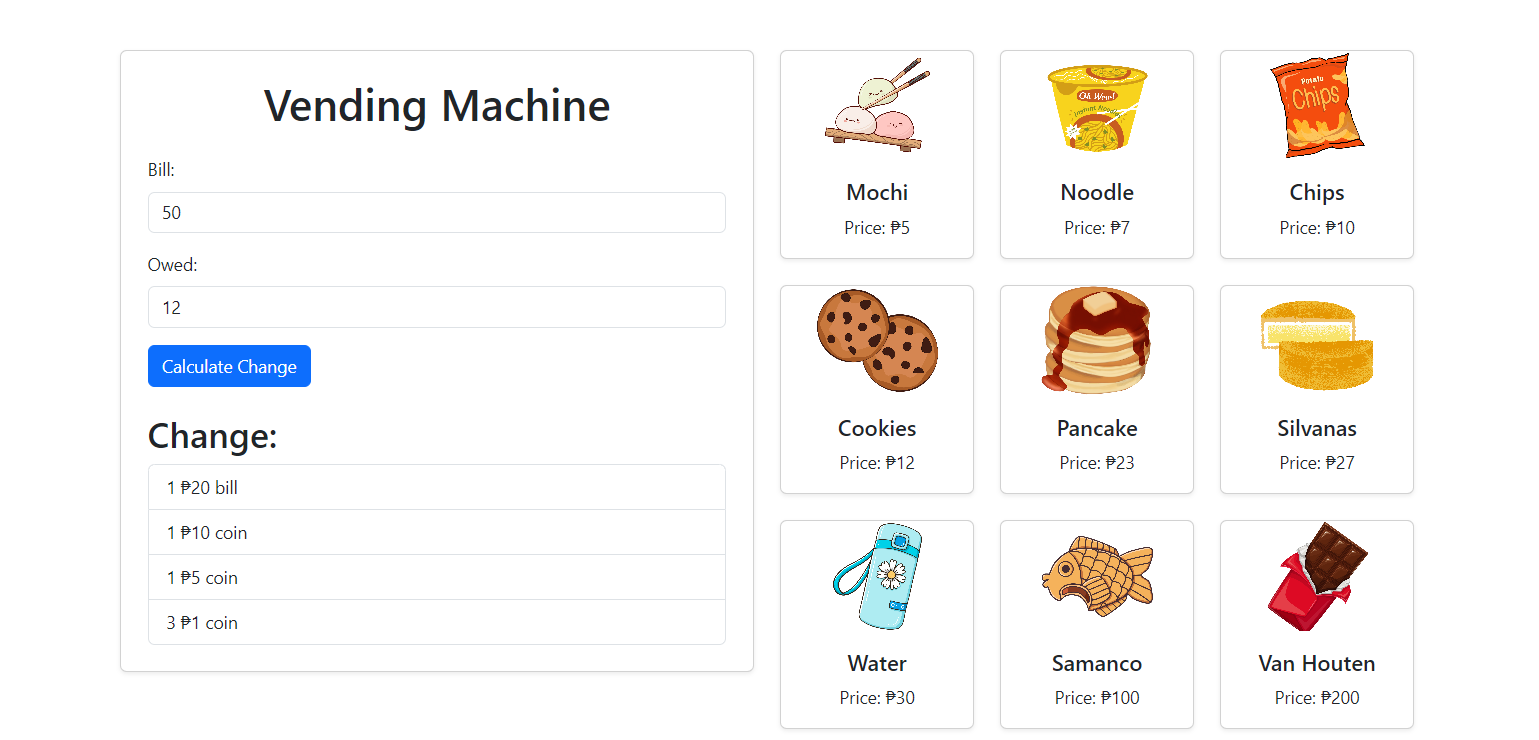 Vending Machine
Bill:
50
Owed:
12
Calculate Change
Change:
1 ₱20 bill
1 ₱10 coin
1 ₱5 coin
3 ₱1 coin
Mochi
Price: ₱5
Oh Wow!
Instant Noodle
Noodle
Price: ₱7
Potato
Chips
Chips
Price: ₱10
Cookies
Price: ₱12
Pancake
Price: ₱23
Silvanas
Price: ₱27
Water
Price: ₱30
Samanco
Price: ₱100
Van Houten
Price: ₱200